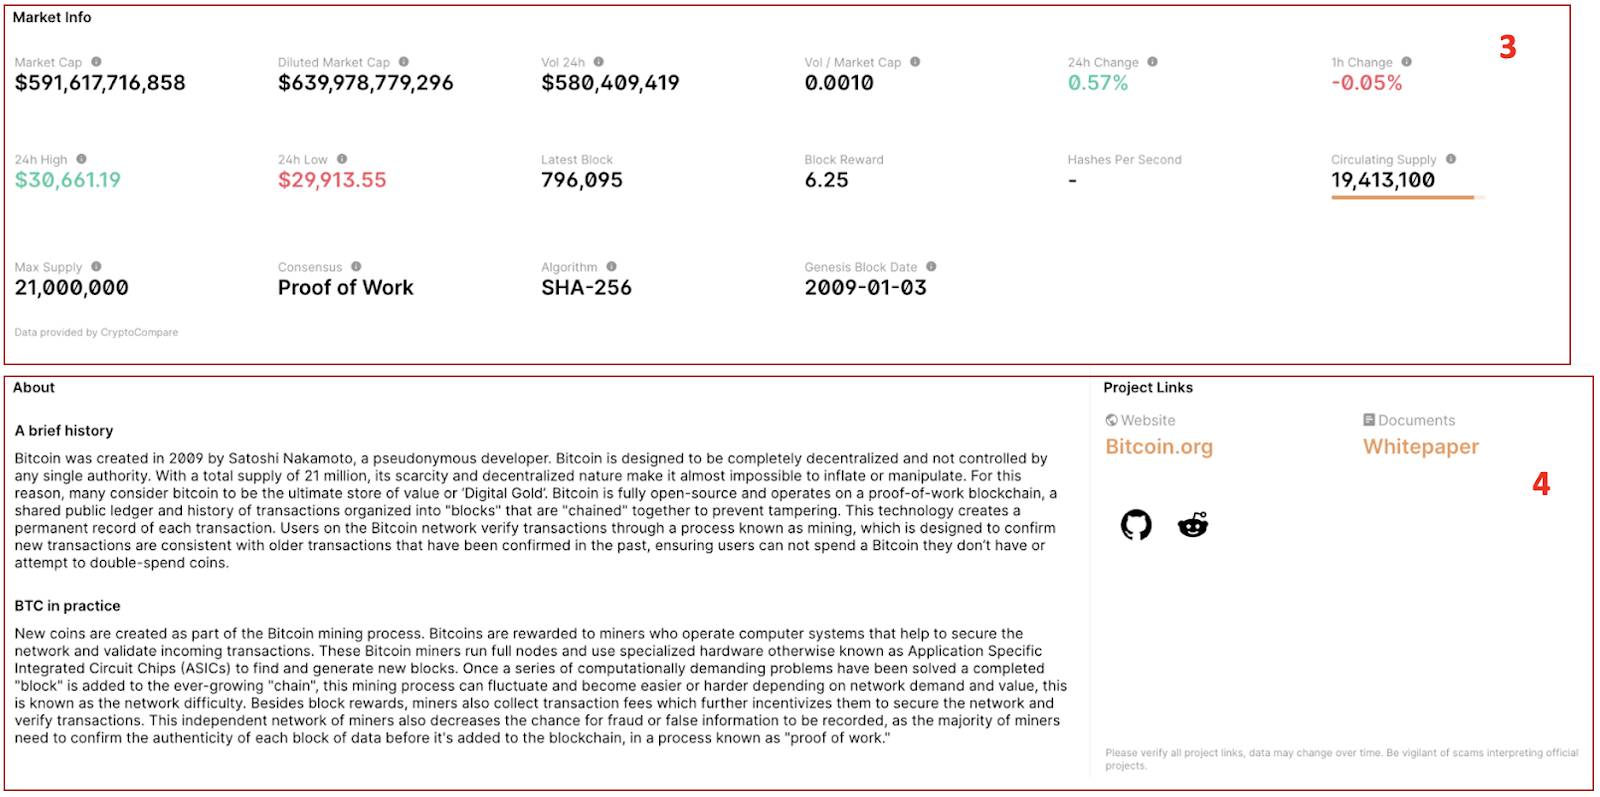 Market Info
3
Market Cap Diluted Market Cap Vol 24h Vol / Market Cap 24h Change 1h Change
$591,617,716,858 $639,978,779,296 $580,409,419 0.0010 0.57% -0.05%
24h High 24h Low Latest Block Block Reward Hashes Per Second Circulating Supply
$30,661.19 $29,913.55 796,095 6.25 - 19,413,100
Max Supply Consensus Algorithm Genesis Block Date
21,000,000 Proof of Work SHA-256 2009-01-03
Data provided by CryptoCompare
About
A brief history
Bitcoin was created in 2009 by Satoshi Nakamoto, a pseudonymous developer. Bitcoin is designed to be completely decentralized and not controlled by
any single authority. With a total supply of 21 million, its scarcity and decentralized nature make it almost impossible to inflate or manipulate. For this
reason, many consider bitcoin to be the ultimate store of value or 'Digital Gold'. Bitcoin is fully open-source and operates on a proof-of-work blockchain, a
shared public ledger and history of transactions organized into "blocks" that are "chained" together to prevent tampering. This technology creates a
permanent record of each transaction. Users on the Bitcoin network verify transactions through a process known as mining, which is designed to confirm
new transactions are consistent with older transactions that have been confirmed in the past, ensuring users can not spend a Bitcoin they don't have or
attempt to double-spend coins.
BTC in practice
New coins are created as part of the Bitcoin mining process. Bitcoins are rewarded to miners who operate computer systems that help to secure the
network and validate incoming transactions. These Bitcoin miners run full nodes and use specialized hardware otherwise known as Application Specific
Integrated Circuit Chips (ASICs) to find and generate new blocks. Once a series of computationally demanding problems have been solved a completed
"block" is added to the ever-growing "chain", this mining process can fluctuate and become easier or harder depending on network demand and value, this
is known as the network difficulty. Besides block rewards, miners also collect transaction fees which further incentivizes them to secure the network and
verify transactions. This independent network of miners also decreases the chance for fraud or false information to be recorded, as the majority of miners
need to confirm the authenticity of each block of data before it's added to the blockchain, in a process known as "proof of work."
Project Links
Website Documents
Bitcoin.org Whitepaper
4
Please verify all project links, data may change over time. Be vigilant of scams interpreting official
projects.